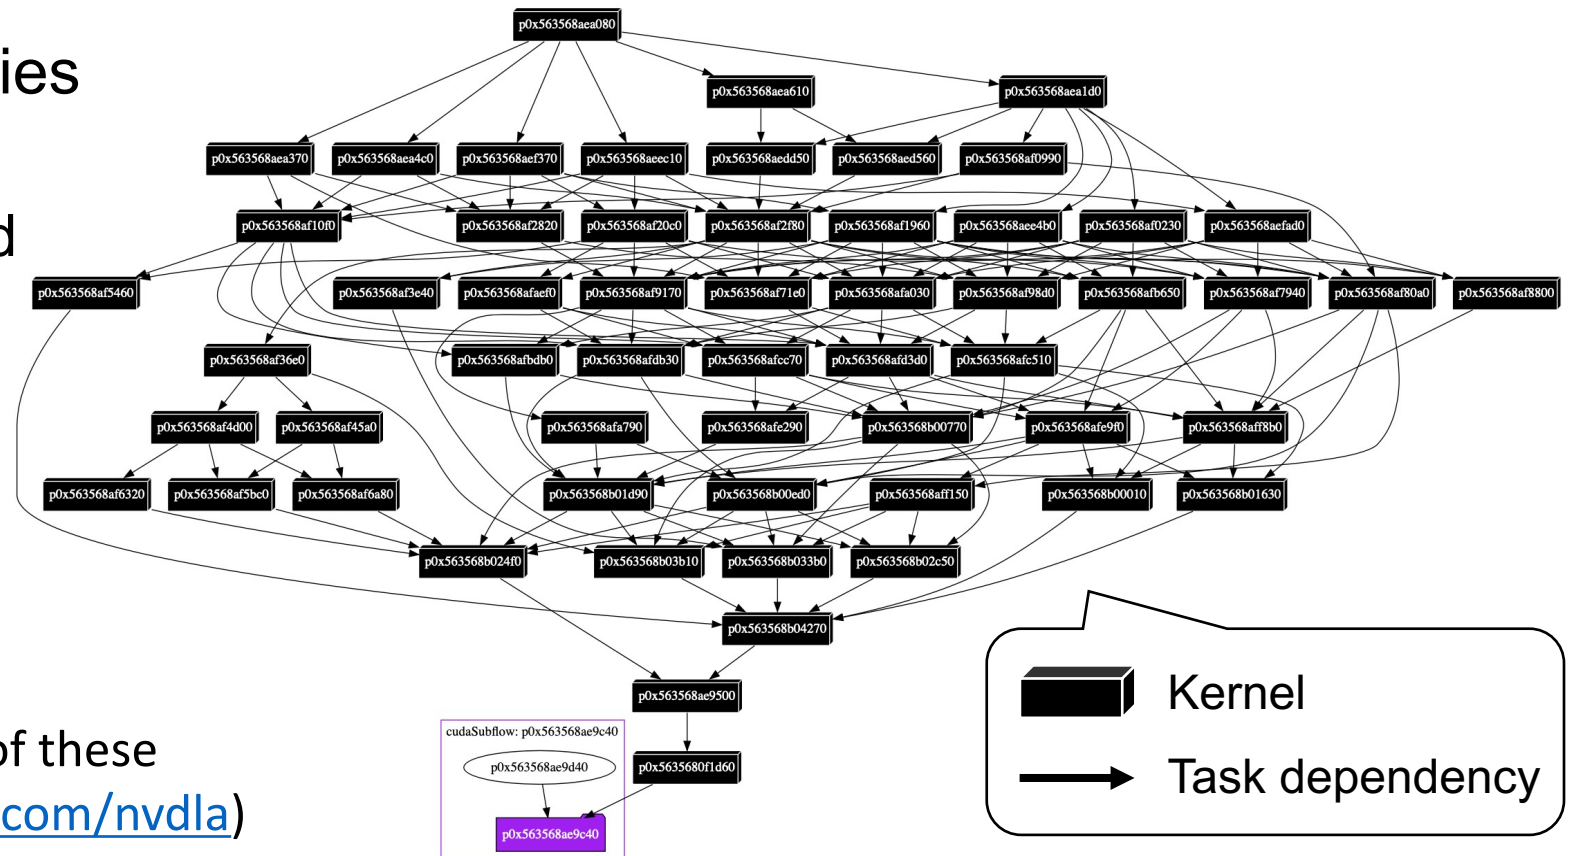 p0x563568aea080
ies
p0x563568aea610
p0x563568aea1d0
p0x563568aea370
p0x563568aea4c0
p0x563568aef370
p0x563568aeec10
p0x563568aedd50
p0x563568aed560
p0x563568af0990
d
p0x563568af10f0
p0x563568af2820
p0x563568af20c0
p0x563568af2f80
p0x563568af1960
p0x563568aee4b0
p0x563568af0230
p0x563568aefad0
p0x563568af5460
p0x563568af3e40
p0x563568afaef0
p0x563568af9170
p0x563568af71e0
p0x563568afa030
p0x563568af98d0
p0x563568afb650
p0x563568af7940
p0x563568af80a0
p0x563568af8800
p0x563568af36e0
p0x563568afbdb0
p0x563568afdb30
p0x563568afcc70
p0x563568afd3d0
p0x563568afc510
p0x563568af4d00
p0x563568af45a0
p0x563568afa790
p0x563568afe290
p0x563568b00770
p0x563568afe9f0
p0x563568aff8b0
p0x563568af6320
p0x563568af5bc0
p0x563568af6a80
p0x563568b01d90
p0x563568b00ed0
p0x563568aff150
p0x563568b00010
p0x563568b01630
p0x563568b024f0
p0x563568b03b10
p0x563568b033b0
p0x563568b02c50
p0x563568b04270
p0x563568ae9500
Kernel
cudaSubflow: p0x563568ae9c40
of these
p0x563568ae9d40
p0x5635680f1d60
Task dependency
com/nvdla)
p0x563568ae9c40